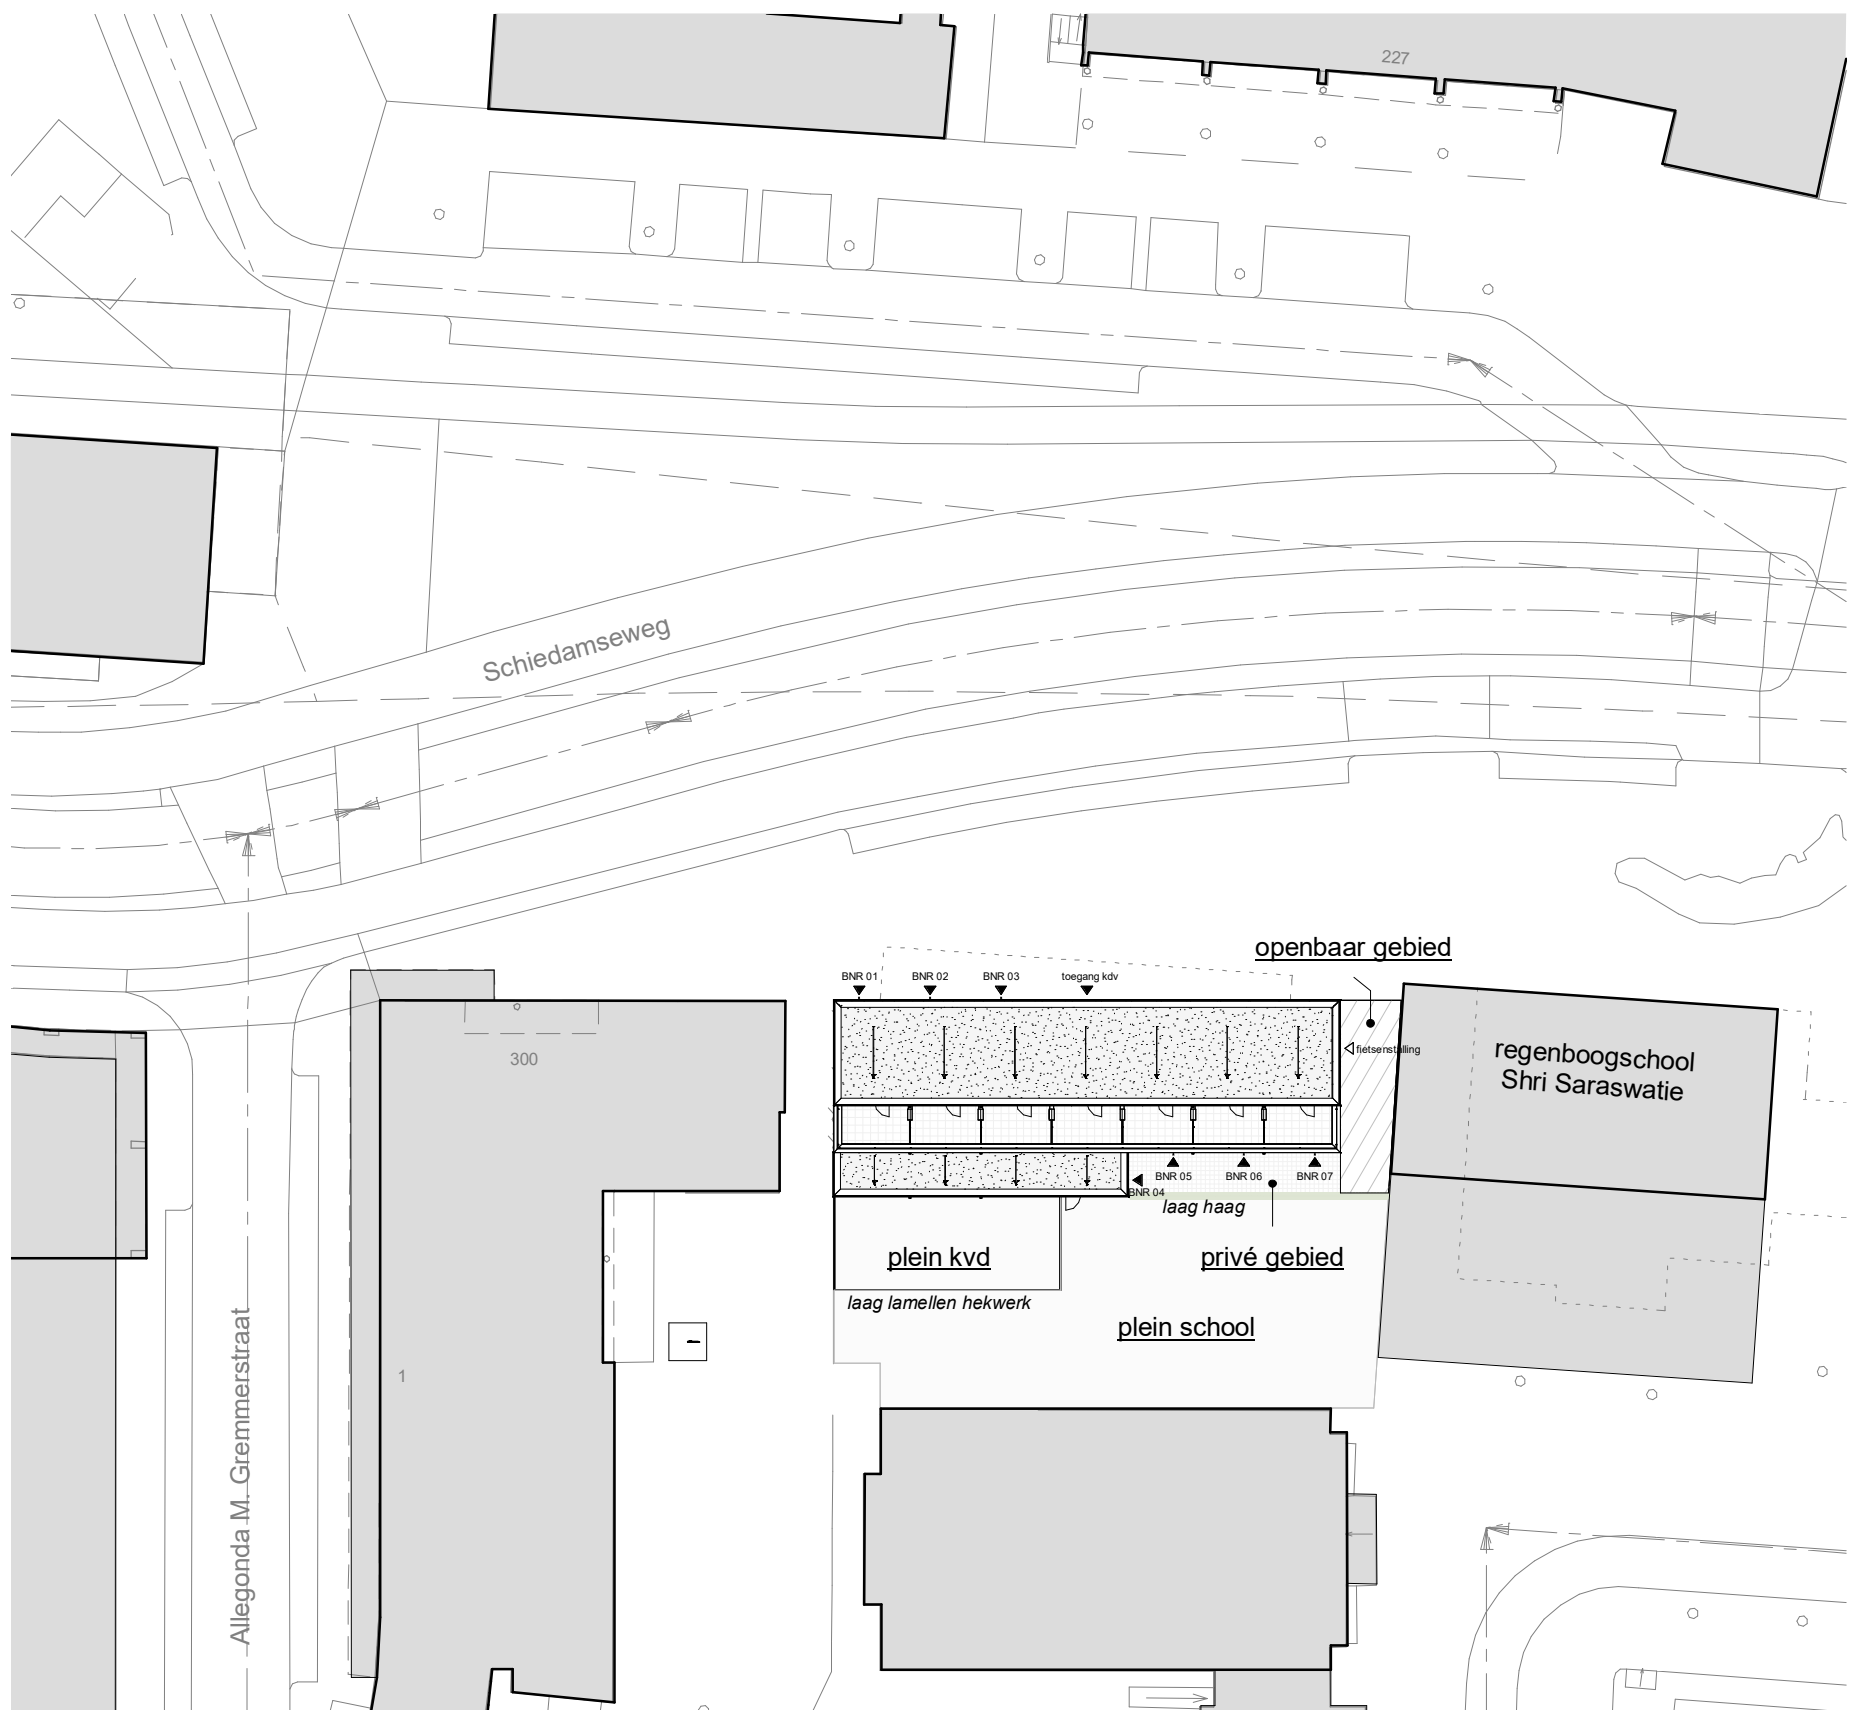 227
Schiedamseweg
openbaar gebied
BNR 01
BNR 02
BNR 03
toegang kdv
fietsenstalling
regenboogschool
Shri Saraswatie
300
BNR 04
BNR 05
BNR 06
BNR 07
laag haag
plein kvd
privé gebied
laag lamellen hekwerk
plein school
1
Allegonda M. Gremmerstraat